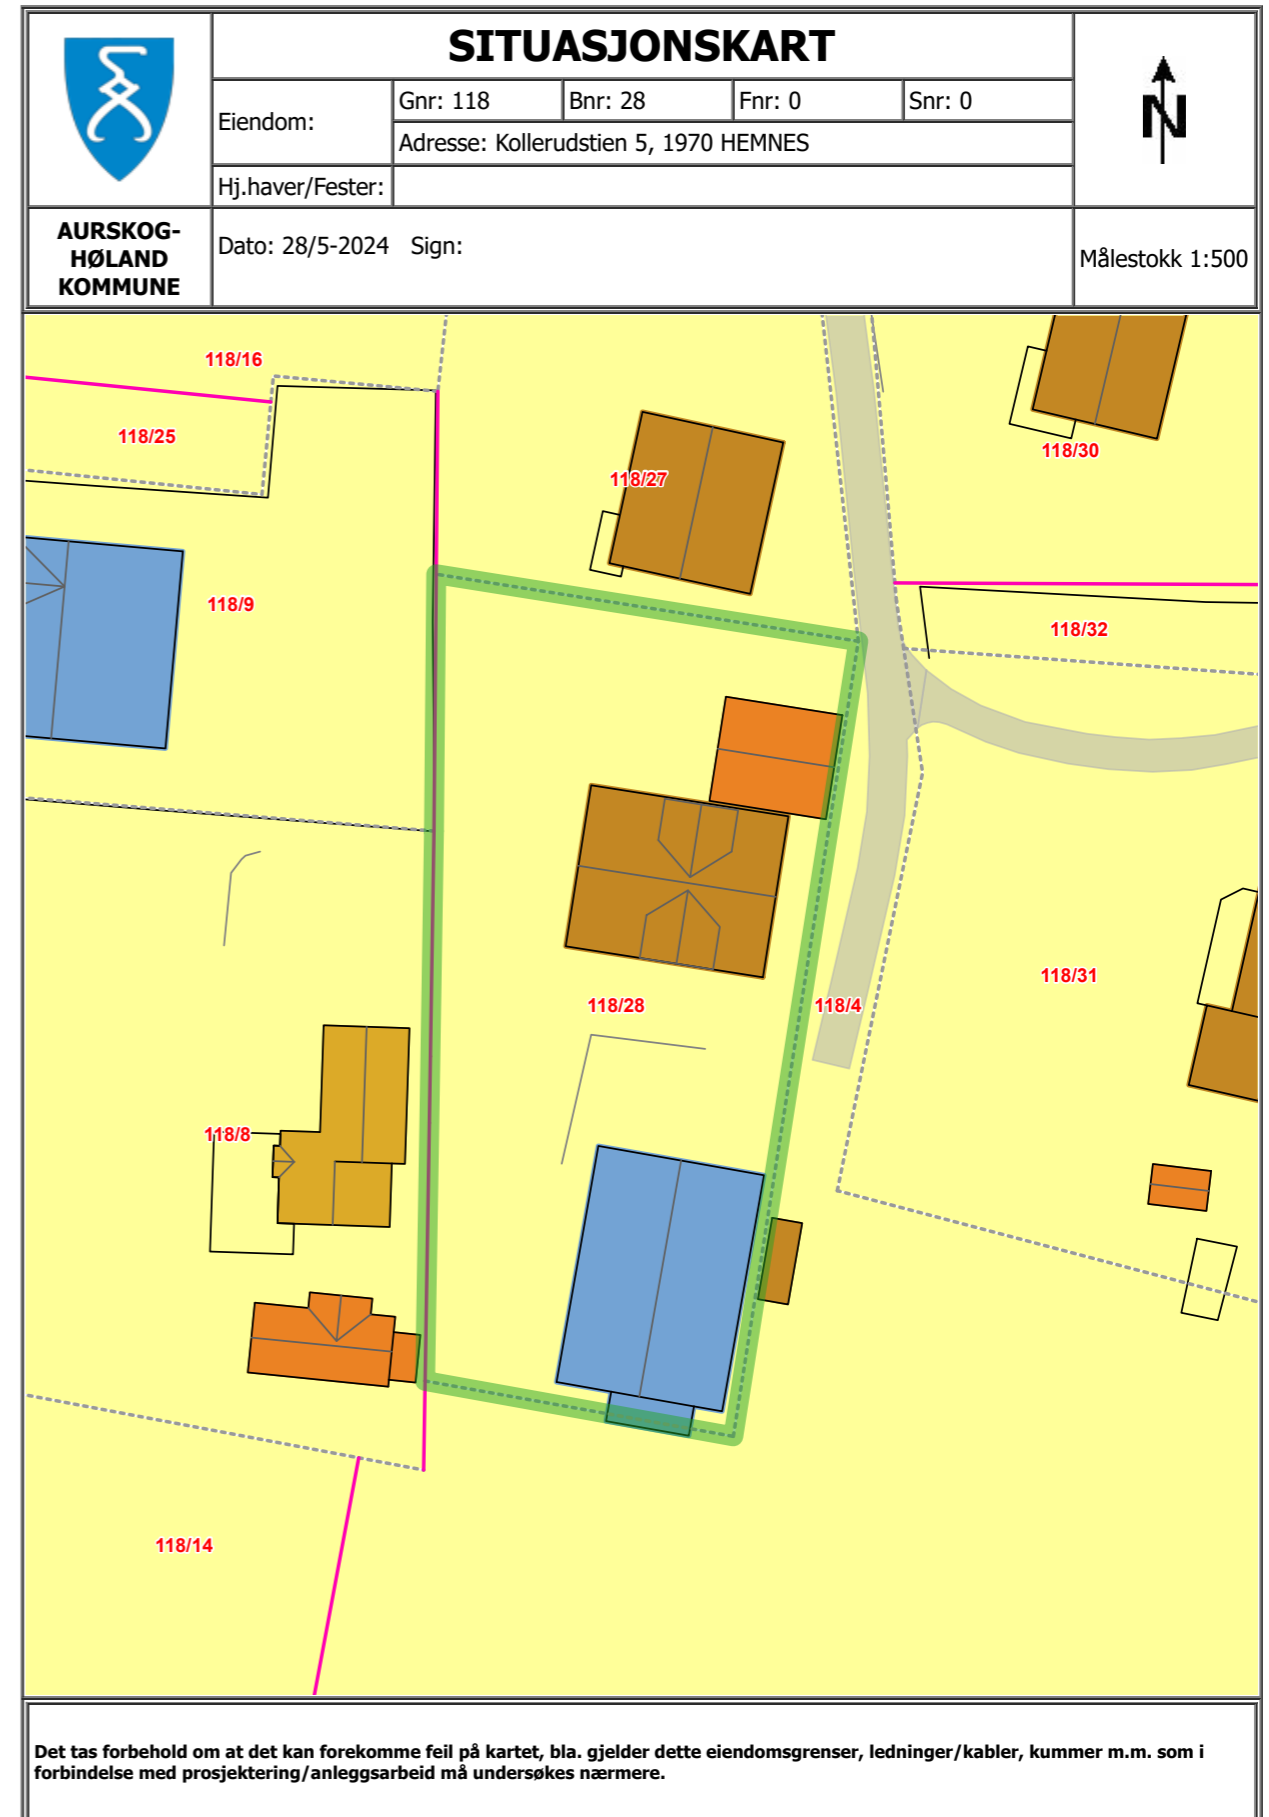 SITUASJONSKART
Eiendom:
Gnr: 118
Bnr: 28
Fnr: 0
Snr: 0
Adresse: Kollerudstien 5, 1970 HEMNES
Hj.haver/Fester:
N
AURSKOG-
HØLAND
KOMMUNE
Dato: 28/5-2024 Sign:
Målestokk 1:500
118/16
118/25
118/27
118/30
118/9
118/32
118/31
118/28
118/4
118/8
118/14
Det tas forbehold om at det kan forekomme feil på kartet, bla. gjelder dette eiendomsgrenser, ledninger/kabler, kummer m.m. som i
forbindelse med prosjektering/anleggsarbeid må undersøkes nærmere.